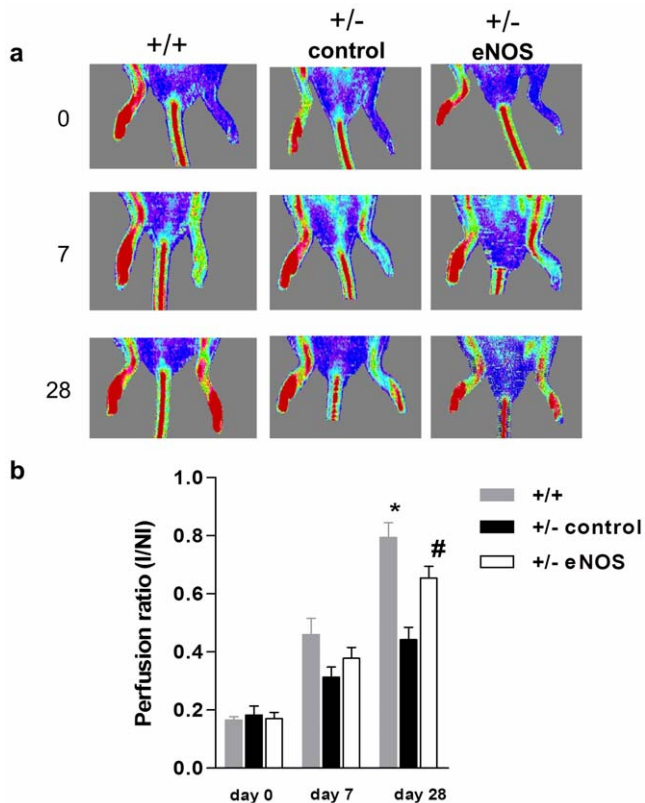 +/+
+/-
control
+/-
eNOS
a
0
7
28
b
Perfusion ratio (I/NI)
1.0
0.8
0.6
0.4
0.2
0.0
*
#
day 0
day 7
day 28
+/+
+/- control
+/- eNOS